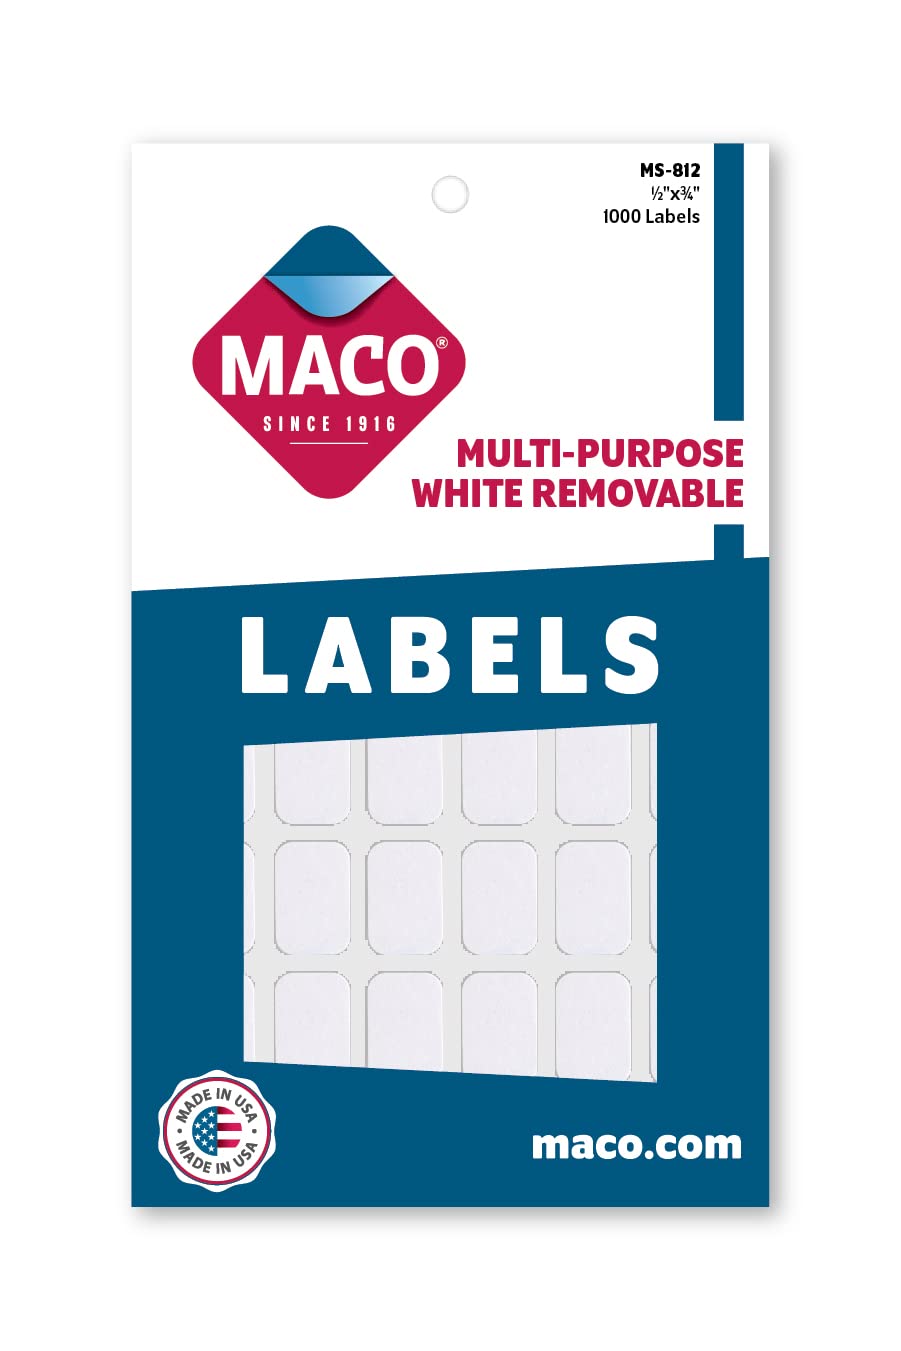 MS-812
½"x¾"
1000 Labels
MACO®
SINCE 1916
MULTI-PURPOSE
WHITE REMOVABLE
LABELS
MADE IN USA
MADE IN USA
maco.com